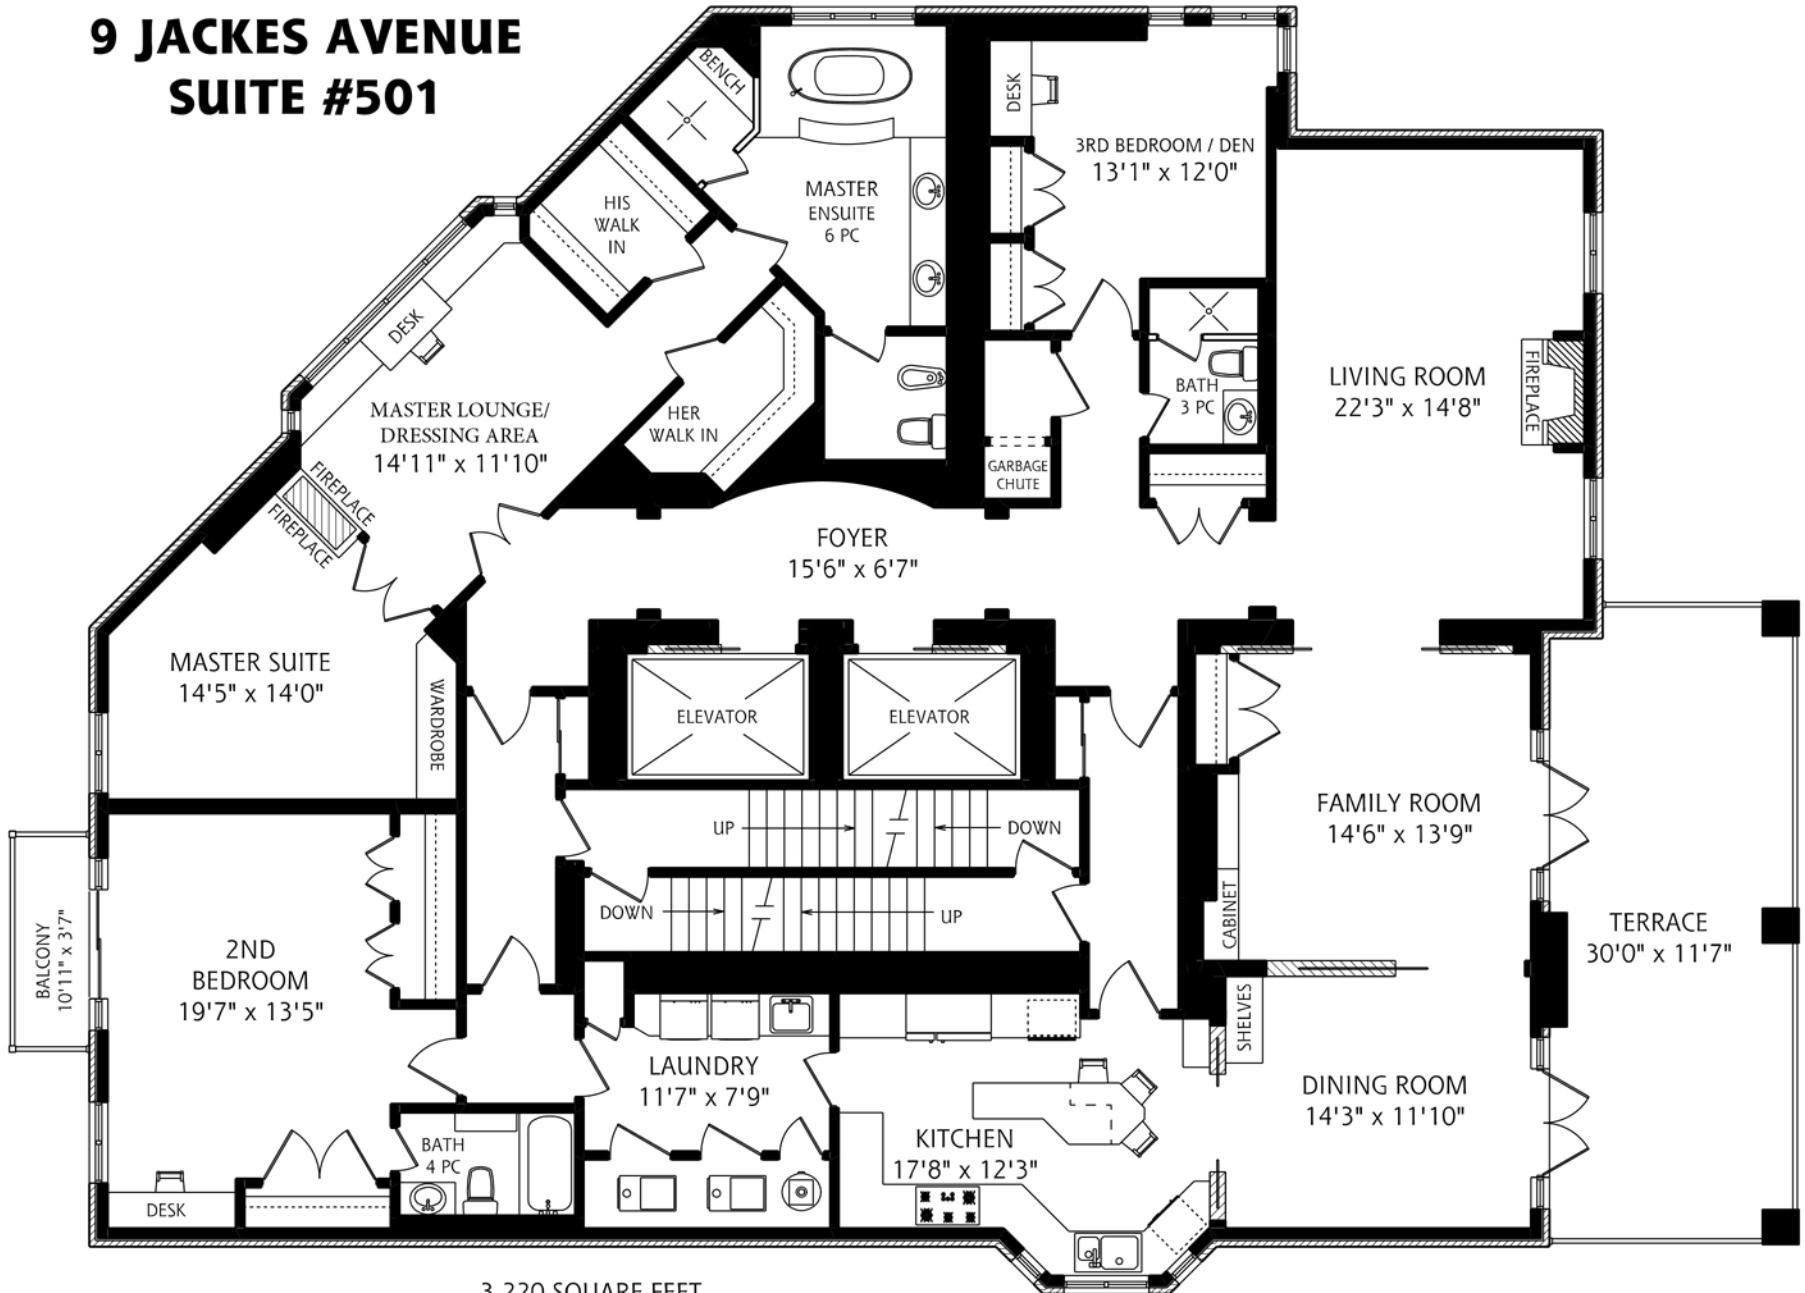 9 JACKES AVENUE
SUITE #501
BENCH
DESK
3RD BEDROOM / DEN
13'1" x 12'0"
HIS
WALK
IN
MASTER
ENSUITE
6 PC
DESK
MASTER LOUNGE/
DRESSING AREA
14'11" x 11'10"
HER
WALK IN
BATH
3 PC
LIVING ROOM
22'3" x 14'8"
FIREPLACE
GARBAGE
CHUTE
FIREPLACE
FIREPLACE
FOYER
15'6" x 6'7"
MASTER SUITE
14'5" x 14'0"
WARDROBE
ELEVATOR
ELEVATOR
FAMILY ROOM
14'6" x 13'9"
UP
DOWN
DOWN
UP
CABINET
TERRACE
30'0" x 11'7"
BALCONY
10'11" x 3'7"
2ND
BEDROOM
19'7" x 13'5"
SHELVES
LAUNDRY
11'7" x 7'9"
DINING ROOM
14'3" x 11'10"
KITCHEN
17'8" x 12'3"
BATH
4 PC
DESK
3,220 SQUARE FEET